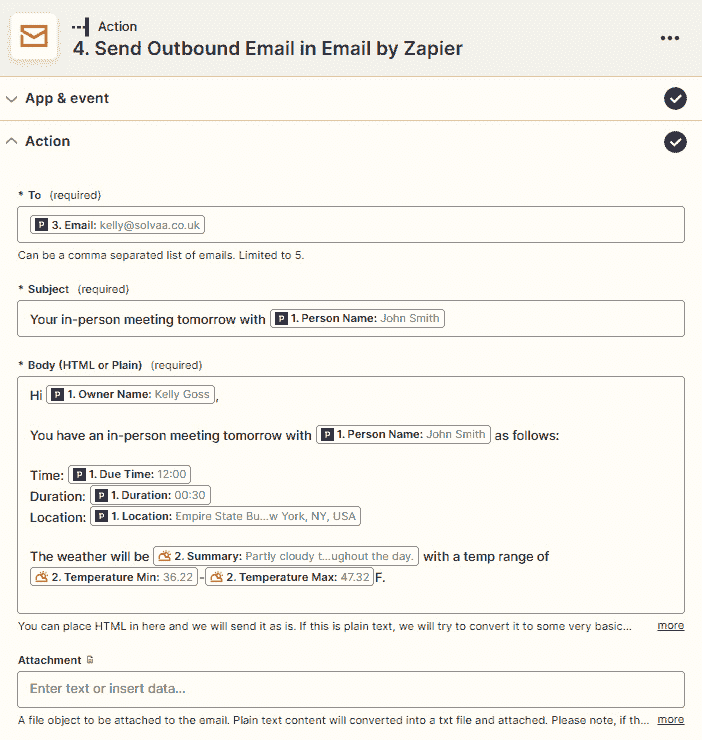 Action
4. Send Outbound Email in Email by Zapier
App & event
Action
* To (required)
3. Email: kelly@solvaa.co.uk
Can be a comma separated list of emails. Limited to 5.
* Subject (required)
Your in-person meeting tomorrow with 1. Person Name: John Smith
* Body (HTML or Plain) (required)
Hi 1. Owner Name: Kelly Goss,
You have an in-person meeting tomorrow with 1. Person Name: John Smith as follows:
Time: 1. Due Time: 12:00
Duration: 1. Duration: 00:30
Location: 1. Location: Empire State Bu...w York, NY, USA
The weather will be 2. Summary: Partly cloudy t...ughout the day. with a temp range of
2. Temperature Min: 36.22 - 2. Temperature Max: 47.32 F.
You can place HTML in here and we will send it as is. If this is plain text, we will try to convert it to some very basic... more
Attachment
Enter text or insert data...
A file object to be attached to the email. Plain text content will converted into a txt file and attached. Please note, if th... more